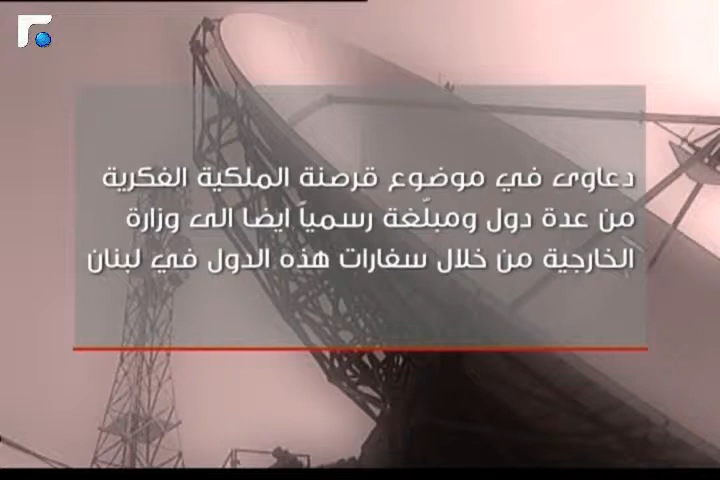 دعاوى في موضوع قرصنة الملكية الفكرية
من عدة دول ومبلّغة رسمياً ايضا الى وزارة
الخارجية من خلال سفارات هذه الدول في لبنان